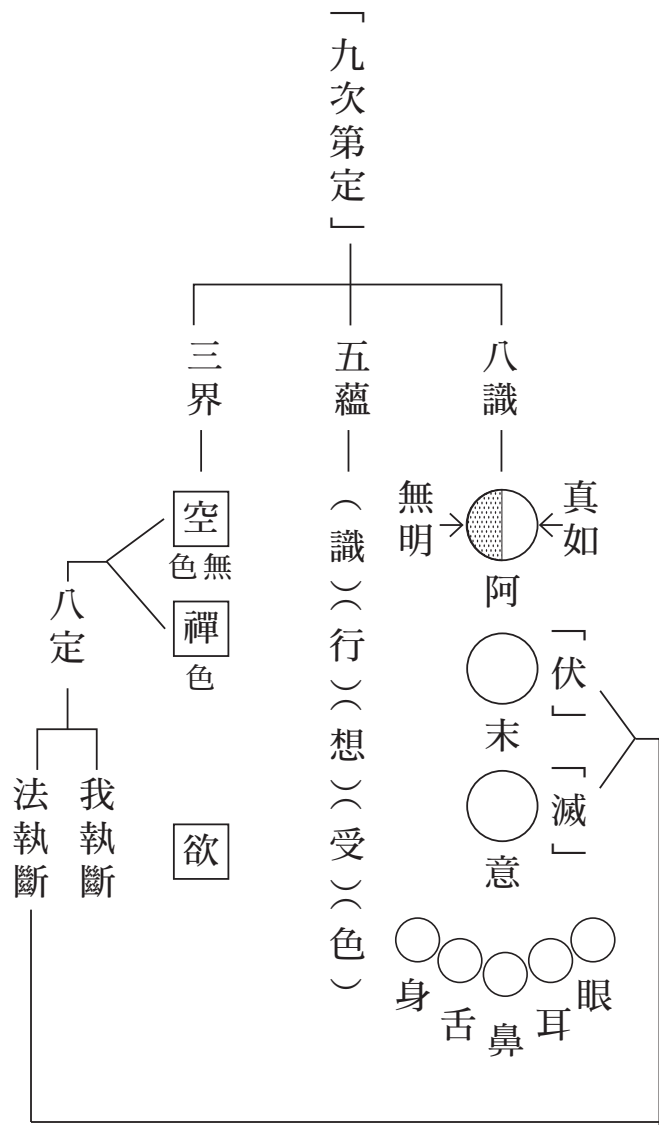 「九次第定」
八識
真如
無明
阿
「伏」
末
「滅」
意
眼
耳
鼻
舌
身
五蘊
（識）（行）（想）（受）（色）
三界
空
無色
禪
色
欲
八定
我執斷
法執斷